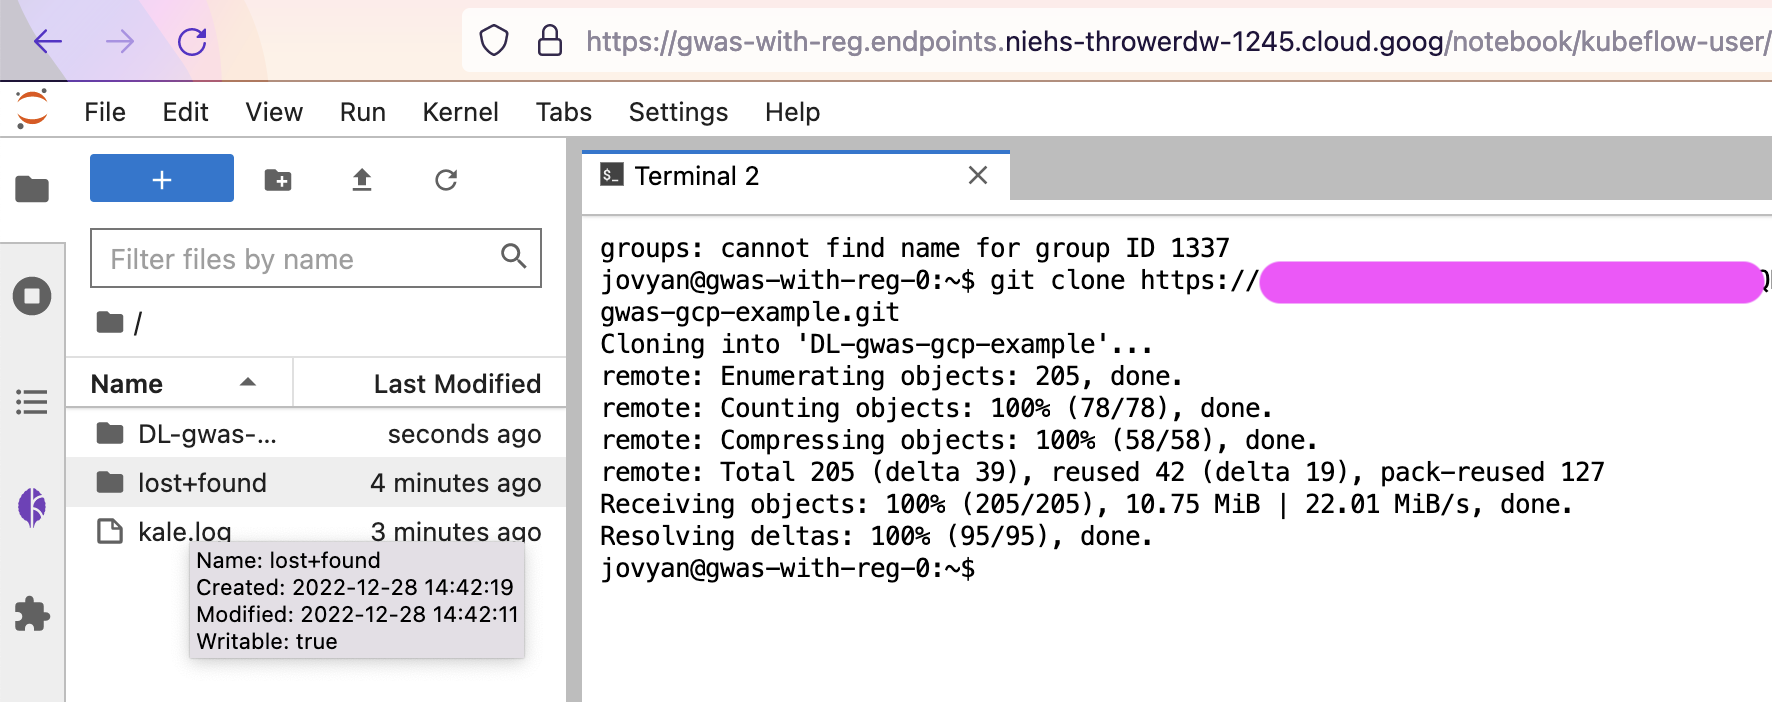 https://gwas-with-reg.endpoints.niehs-throwerdw-1245.cloud.goog/notebook/kubeflow-user/
File Edit View Run Kernel Tabs Settings Help
+
Filter files by name
/
Name Last Modified
DL-gwas-... seconds ago
lost+found 4 minutes ago
kale.log 3 minutes ago
Name: lost+found
Created: 2022-12-28 14:42:19
Modified: 2022-12-28 14:42:11
Writable: true
$_ Terminal 2
groups: cannot find name for group ID 1337
jovyan@gwas-with-reg-0:~$ git clone https://
gwas-gcp-example.git
Cloning into 'DL-gwas-gcp-example'...
remote: Enumerating objects: 205, done.
remote: Counting objects: 100% (78/78), done.
remote: Compressing objects: 100% (58/58), done.
remote: Total 205 (delta 39), reused 42 (delta 19), pack-reused 127
Receiving objects: 100% (205/205), 10.75 MiB | 22.01 MiB/s, done.
Resolving deltas: 100% (95/95), done.
jovyan@gwas-with-reg-0:~$